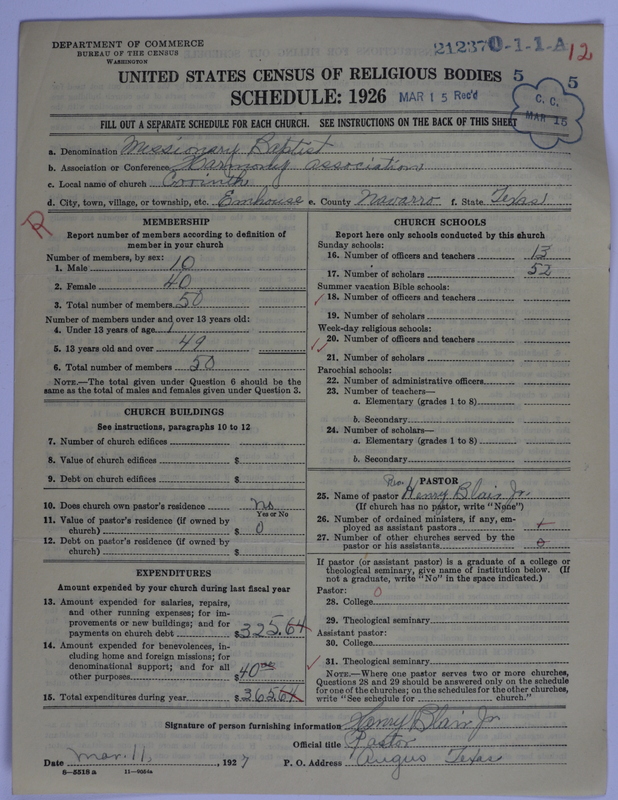 DEPARTMENT OF COMMERCE
BUREAU OF THE CENSUS
WASHINGTON
212370-1-1-A 12
UNITED STATES CENSUS OF RELIGIOUS BODIES 5 5
SCHEDULE: 1926 MAR 15 Rec'd
C. C.
MAR 15
FILL OUT A SEPARATE SCHEDULE FOR EACH CHURCH. SEE INSTRUCTIONS ON THE BACK OF THIS SHEET
a. Denomination Missionary Baptist
b. Association or Conference Harmony association
c. Local name of church Corinth
d. City, town, village, or township, etc. Emhouse e. County Navarro f. State Texas
R
MEMBERSHIP
Report number of members according to definition of
member in your church
Number of members, by sex:
1. Male 10
2. Female 40
3. Total number of members 50
Number of members under and over 13 years old:
4. Under 13 years of age 1
5. 13 years old and over 49
6. Total number of members 50
NOTE.—The total given under Question 6 should be the
same as the total of males and females given under Question 3.
CHURCH BUILDINGS
See instructions, paragraphs 10 to 12
7. Number of church edifices
8. Value of church edifices $
9. Debt on church edifices $
10. Does church own pastor's residence no
Yes or No
11. Value of pastor's residence (if owned by
church) $ 0
12. Debt on pastor's residence (if owned by
church) $
EXPENDITURES
Amount expended by your church during last fiscal year
13. Amount expended for salaries, repairs,
and other running expenses; for im-
provements or new buildings; and for
payments on church debt $325.64
14. Amount expended for benevolences, in-
cluding home and foreign missions; for
denominational support; and for all
other purposes $40 00
15. Total expenditures during year $365.64
CHURCH SCHOOLS
Report here only schools conducted by this church
Sunday schools:
16. Number of officers and teachers 13
17. Number of scholars 52
Summer vacation Bible schools:
18. Number of officers and teachers
19. Number of scholars
Week-day religious schools:
20. Number of officers and teachers
21. Number of scholars
Parochial schools:
22. Number of administrative officers
23. Number of teachers—
a. Elementary (grades 1 to 8)
b. Secondary
24. Number of scholars—
a. Elementary (grades 1 to 8)
b. Secondary
PASTOR
25. Name of pastor Rev. Henry Blair Jr.
(If church has no pastor, write "None")
26. Number of ordained ministers, if any, em-
ployed as assistant pastors
27. Number of other churches served by the
pastor or his assistants
If pastor (or assistant pastor) is a graduate of a college or
theological seminary, give name of institution below. (If
not a graduate, write "No" in the space indicated.)
Pastor: 0
28. College
29. Theological seminary
Assistant pastor:
30. College
31. Theological seminary
NOTE.—Where one pastor serves two or more churches,
Questions 28 and 29 should be answered only on the schedule
for one of the churches; on the schedules for the other churches,
write "See schedule for church."
Signature of person furnishing information Henry Blair Jr
Official title Pastor
Date Mar. 11, 1927 P. O. Address Angus Texas
8—5518 a 11—9054a